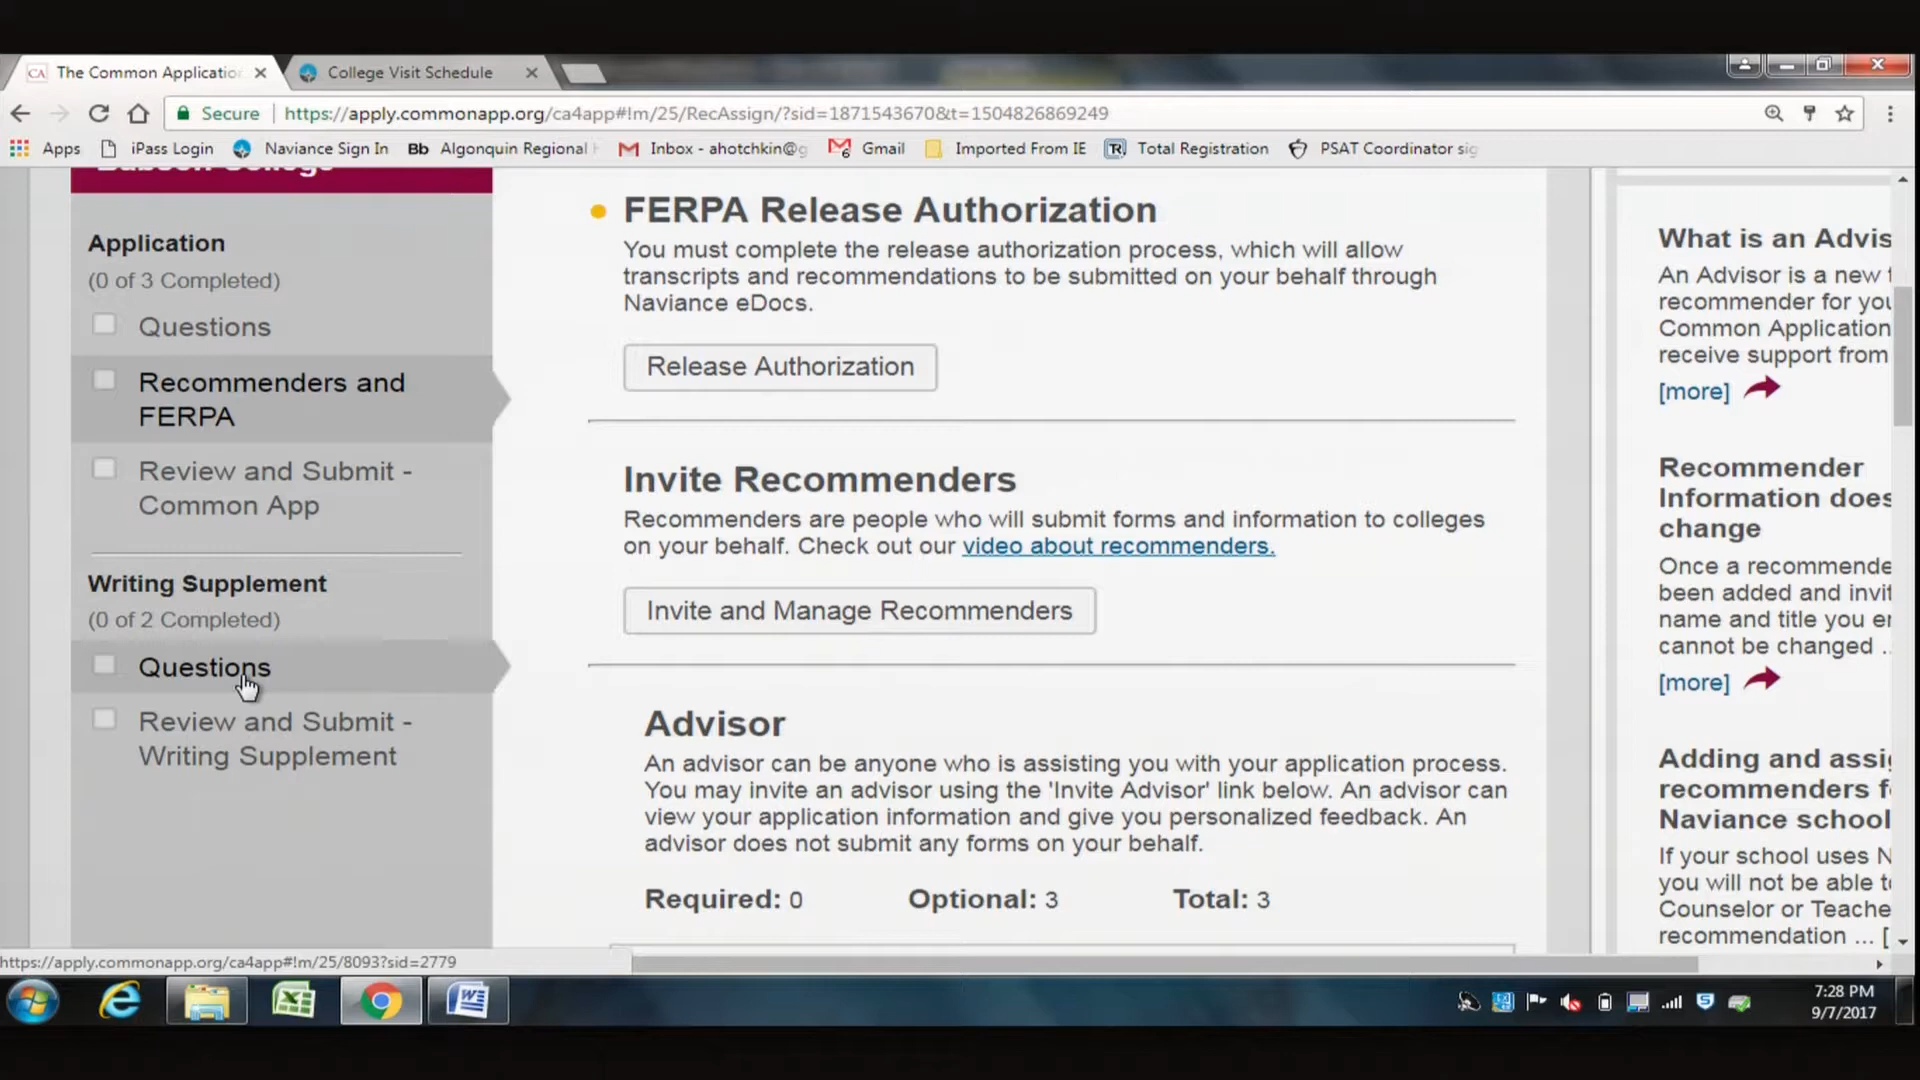 CA The Common Applicatio
College Visit Schedule
Secure https://apply.commonapp.org/ca4app#!m/25/RecAssign/?sid=1871543670&t=1504826869249
Apps iPass Login Naviance Sign In Bb Algonquin Regional Inbox - ahotchkin@g Gmail Imported From IE Total Registration PSAT Coordinator sig
Babson College
Application
(0 of 3 Completed)
Questions
Recommenders and
FERPA
Review and Submit -
Common App
Writing Supplement
(0 of 2 Completed)
Questions
Review and Submit -
Writing Supplement
FERPA Release Authorization
You must complete the release authorization process, which will allow
transcripts and recommendations to be submitted on your behalf through
Naviance eDocs.
Release Authorization
Invite Recommenders
Recommenders are people who will submit forms and information to colleges
on your behalf. Check out our video about recommenders.
Invite and Manage Recommenders
Advisor
An advisor can be anyone who is assisting you with your application process.
You may invite an advisor using the 'Invite Advisor' link below. An advisor can
view your application information and give you personalized feedback. An
advisor does not submit any forms on your behalf.
Required: 0 Optional: 3 Total: 3
What is an Advis
An Advisor is a new
recommender for you
Common Application
receive support from
[more]
Recommender
Information does
change
Once a recommende
been added and invit
name and title you e
cannot be changed ..
[more]
Adding and assi
recommenders f
Naviance school
If your school uses N
you will not be able t
Counselor or Teache
recommendation ... [
https://apply.commonapp.org/ca4app#!m/25/8093?sid=2779
7:28 PM
9/7/2017